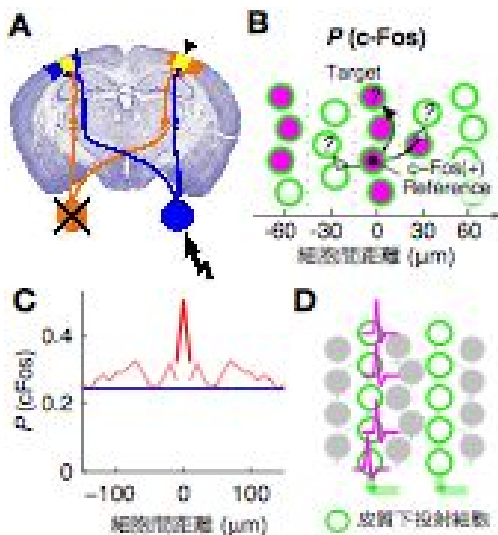 A
B
P (c-Fos)
Target
?
?
?
c-Fos(+)
Reference
-60 -30 0 30 60
細胞間距離 (μm)
C
P (cFos)
0.4
0.2
0
-100 0 100
細胞間距離 (μm)
D
皮質下投射細胞